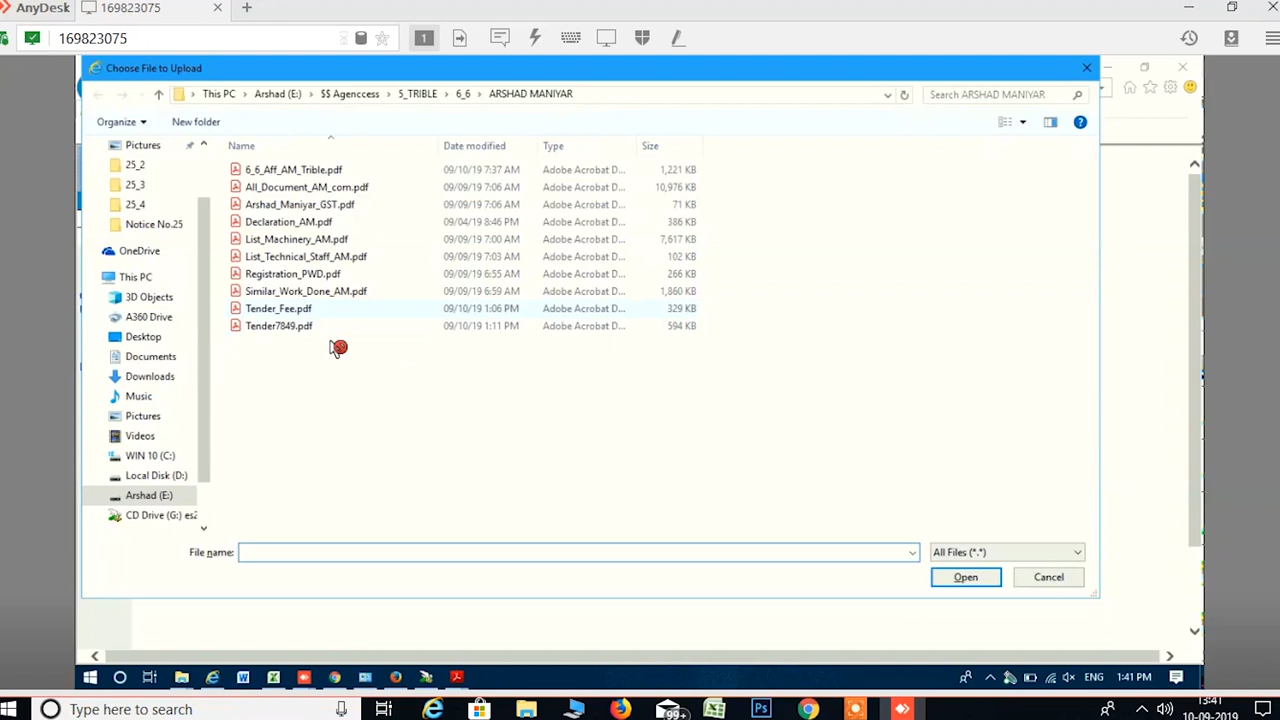 AnyDesk
169823075
169823075
1
Choose File to Upload
This PC > Arshad (E:) > $$ Agenccess > 5_TRIBLE > 6_6 > ARSHAD MANIYAR
Search ARSHAD MANIYAR
Organize
New folder
?
Name
Date modified
Type
Size
6_6_Aff_AM_Trible.pdf 09/10/19 7:37 AM Adobe Acrobat D... 1,221 KB
All_Document_AM_com.pdf 09/09/19 7:06 AM Adobe Acrobat D... 10,976 KB
Arshad_Maniyar_GST.pdf 09/09/19 7:06 AM Adobe Acrobat D... 71 KB
Declaration_AM.pdf 09/04/19 8:46 PM Adobe Acrobat D... 386 KB
List_Machinery_AM.pdf 09/09/19 7:00 AM Adobe Acrobat D... 7,617 KB
List_Technical_Staff_AM.pdf 09/09/19 7:03 AM Adobe Acrobat D... 102 KB
Registration_PWD.pdf 09/09/19 6:55 AM Adobe Acrobat D... 266 KB
Similar_Work_Done_AM.pdf 09/09/19 6:59 AM Adobe Acrobat D... 1,860 KB
Tender_Fee.pdf 09/10/19 1:06 PM Adobe Acrobat D... 329 KB
Tender7849.pdf 09/10/19 1:11 PM Adobe Acrobat D... 594 KB
Pictures
25_2
25_3
25_4
Notice No.25
OneDrive
This PC
3D Objects
A360 Drive
Desktop
Documents
Downloads
Music
Pictures
Videos
WIN 10 (C:)
Local Disk (D:)
Arshad (E:)
CD Drive (G:) es2
File name:
All Files (*.*)
Open
Cancel
ENG
1:41 PM
Type here to search
99+
Ps
ENG
13:41
10-09-2019